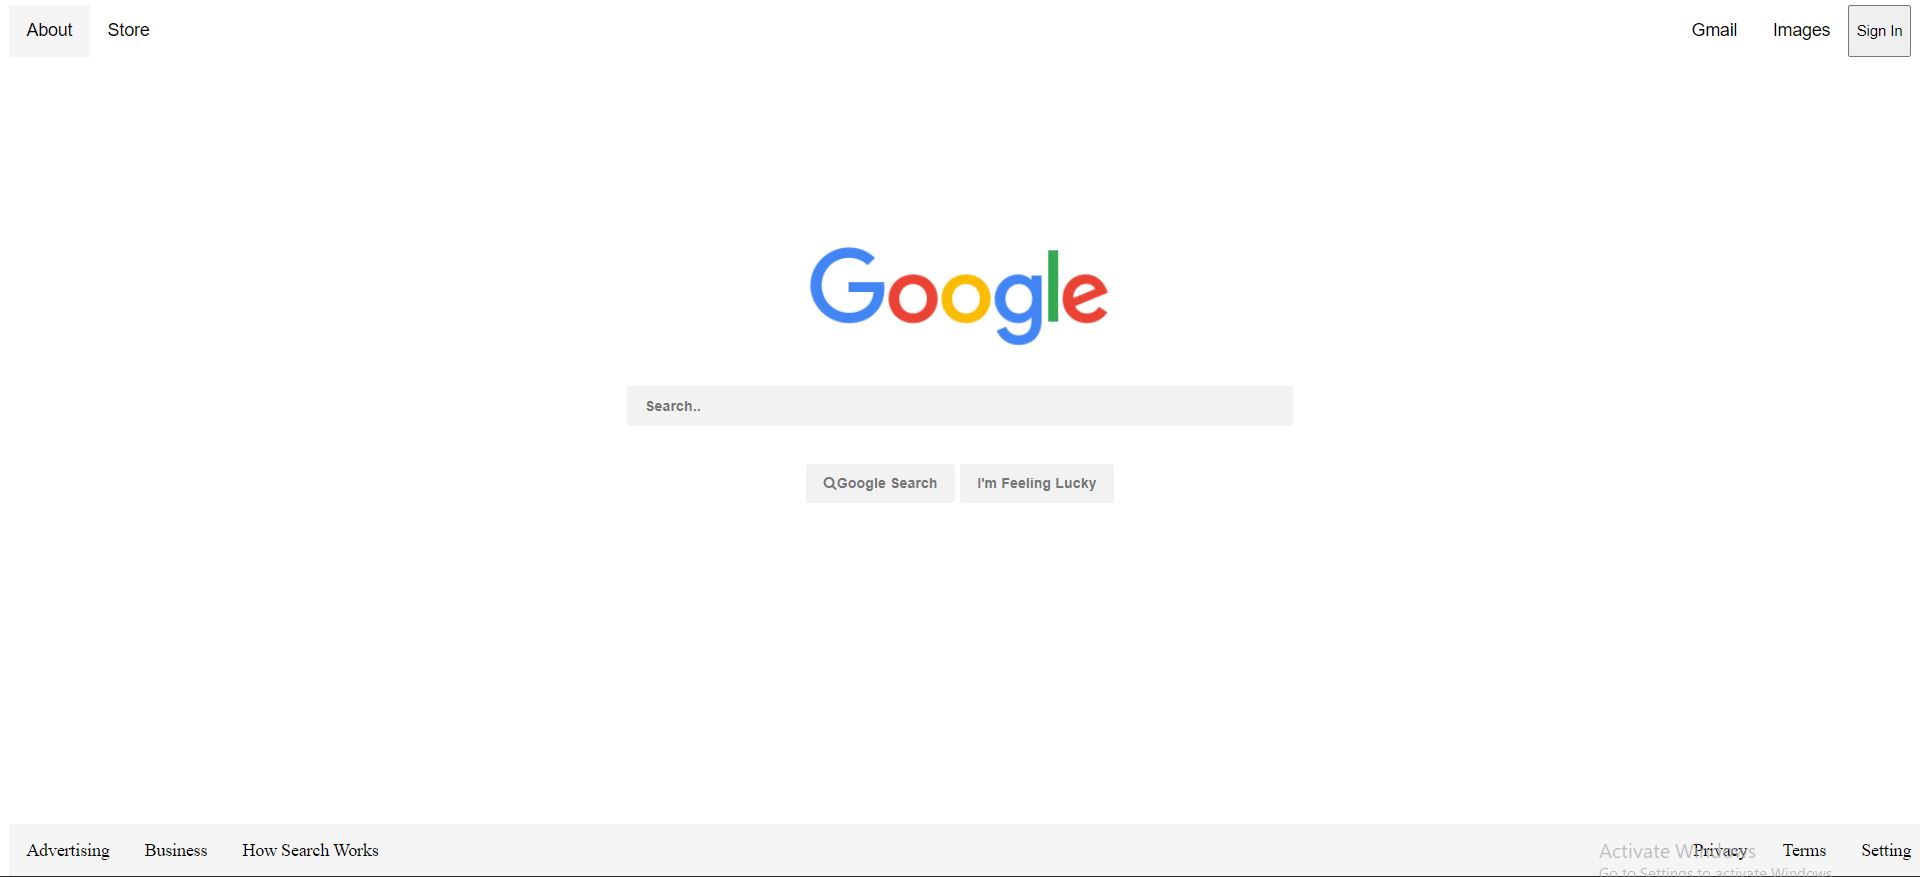 About Store Gmail Images Sign In
Google
Search..
Google Search I'm Feeling Lucky
Advertising Business How Search Works Privacy Terms Setting
Activate Windows
Go to Settings to activate Windows.